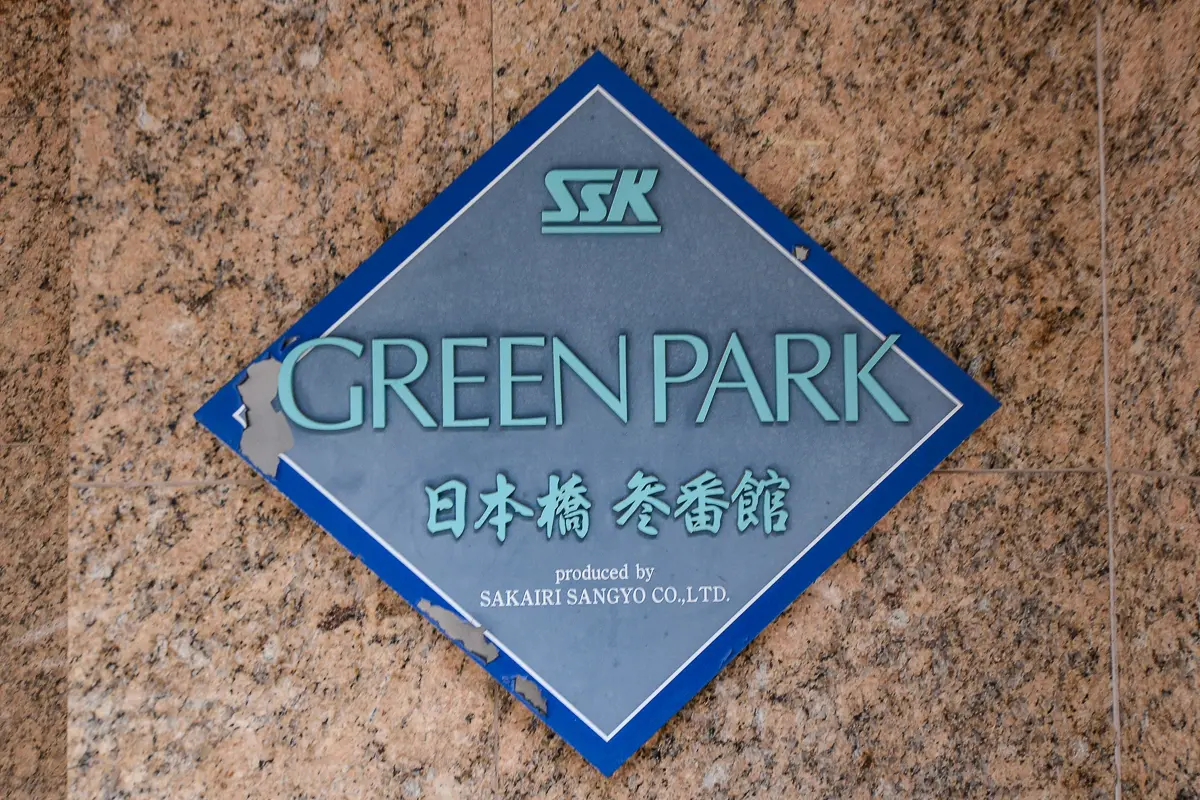 SSK
GREEN PARK
日本橋 参番館
produced by
SAKAIRI SANGYO CO.,LTD.